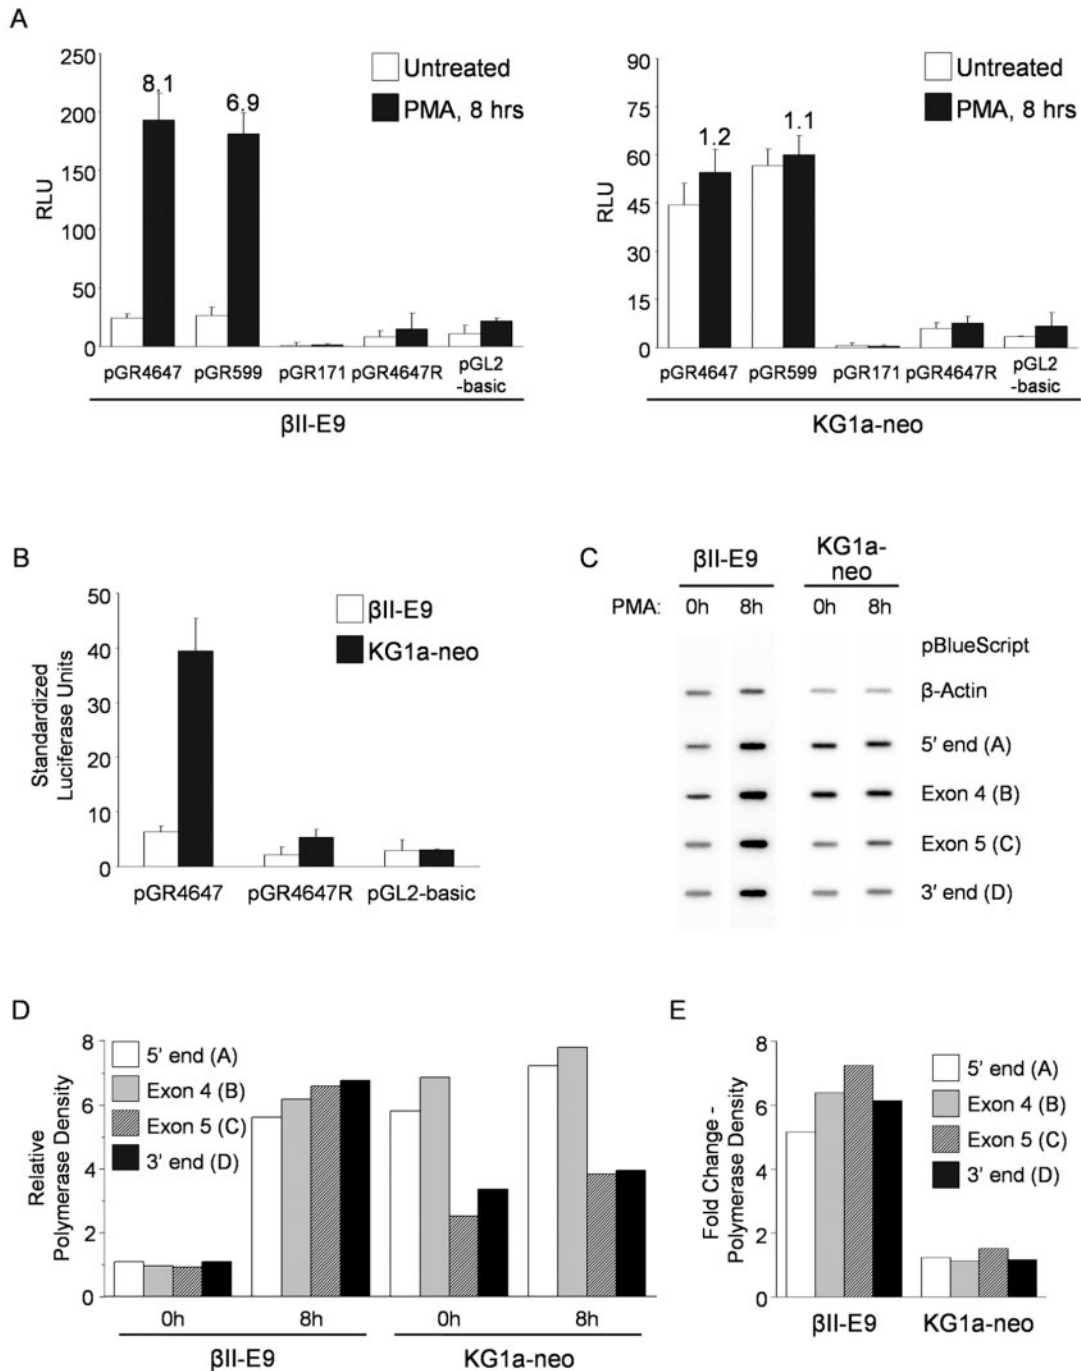 A
RLU
250
200
150
100
50
0
8.1
6.9
Untreated
PMA, 8 hrs
pGR4647
pGR599
pGR171
pGR4647R
pGL2
-basic
βII-E9
RLU
90
75
60
45
30
15
0
1.2
1.1
Untreated
PMA, 8 hrs
pGR4647
pGR599
pGR171
pGR4647R
pGL2
-basic
KG1a-neo
B
Standardized
Luciferase Units
50
40
30
20
10
0
βII-E9
KG1a-neo
pGR4647
pGR4647R
pGL2-basic
C
βII-E9
KG1a-
neo
PMA:
0h
8h
0h
8h
pBlueScript
β-Actin
5' end (A)
Exon 4 (B)
Exon 5 (C)
3' end (D)
D
Relative
Polymerase Density
8
6
4
2
0
5' end (A)
Exon 4 (B)
Exon 5 (C)
3' end (D)
0h
8h
0h
8h
βII-E9
KG1a-neo
E
Fold Change -
Polymerase Density
8
6
4
2
0
5' end (A)
Exon 4 (B)
Exon 5 (C)
3' end (D)
βII-E9
KG1a-neo